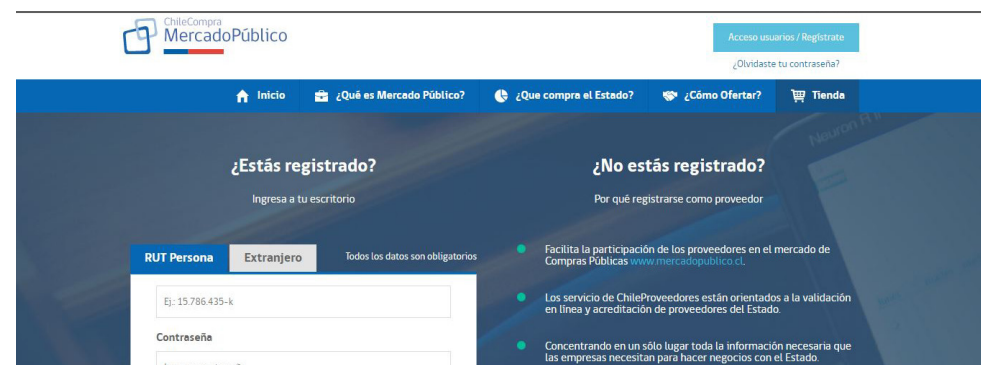 ChileCompra
MercadoPúblico
Acceso usuarios / Regístrate
¿Olvidaste tu contraseña?
Inicio
¿Qué es Mercado Público?
¿Que compra el Estado?
¿Cómo Ofertar?
Tienda
¿Estás registrado?
Ingresa a tu escritorio
RUT Persona
Extranjero
Todos los datos son obligatorios
Ej.: 15.786.435-k
Contraseña
¿No estás registrado?
Por qué registrarse como proveedor
Facilita la participación de los proveedores en el mercado de
Compras Públicas www.mercadopublico.cl.
Los servicio de ChileProveedores están orientados a la validación
en línea y acreditación de proveedores del Estado.
Concentrando en un sólo lugar toda la información necesaria que
las empresas necesitan para hacer negocios con el Estado.